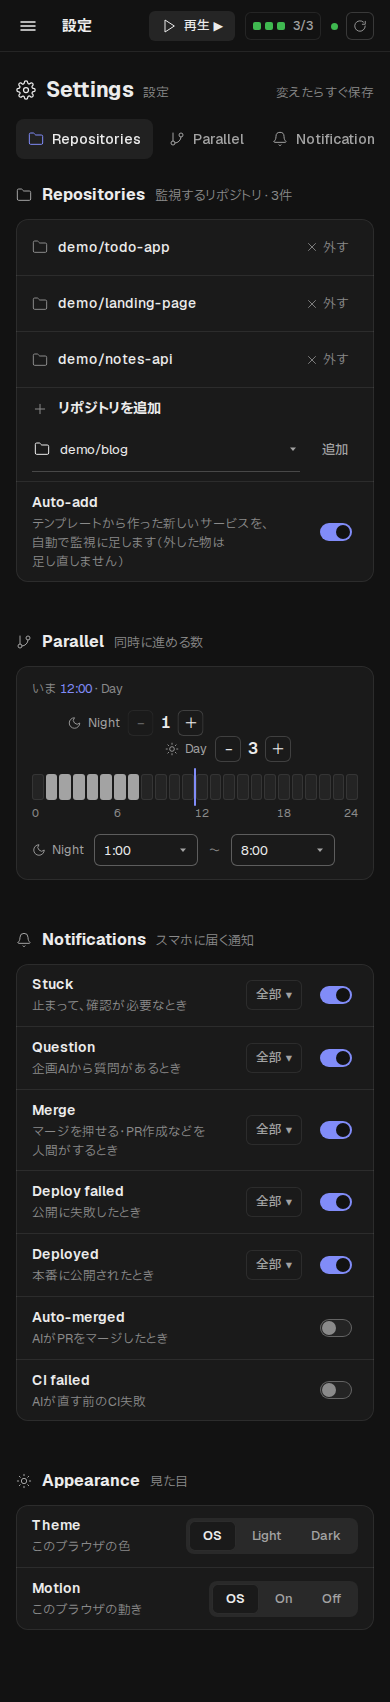 設定 再生 ▶ 3/3
Settings 設定 変えたらすぐ保存
Repositories Parallel Notification
Repositories 監視するリポジトリ · 3件
demo/todo-app × 外す
demo/landing-page × 外す
demo/notes-api × 外す
+ リポジトリを追加
demo/blog 追加
Auto-add
テンプレートから作った新しいサービスを、
自動で監視に足します（外した物は
足し直しません）
Parallel 同時に進める数
いま 12:00 · Day
Night − 1 +
Day − 3 +
0 6 12 18 24
Night 1:00 ～ 8:00
Notifications スマホに届く通知
Stuck
止まって、確認が必要なとき
全部 ▾
Question
企画AIから質問があるとき
全部 ▾
Merge
マージを押せる·PR作成などを
人間がするとき
全部 ▾
Deploy failed
公開に失敗したとき
全部 ▾
Deployed
本番に公開されたとき
全部 ▾
Auto-merged
AIがPRをマージしたとき
CI failed
AIが直す前のCI失敗
Appearance 見た目
Theme
このブラウザの色
OS Light Dark
Motion
このブラウザの動き
OS On Off